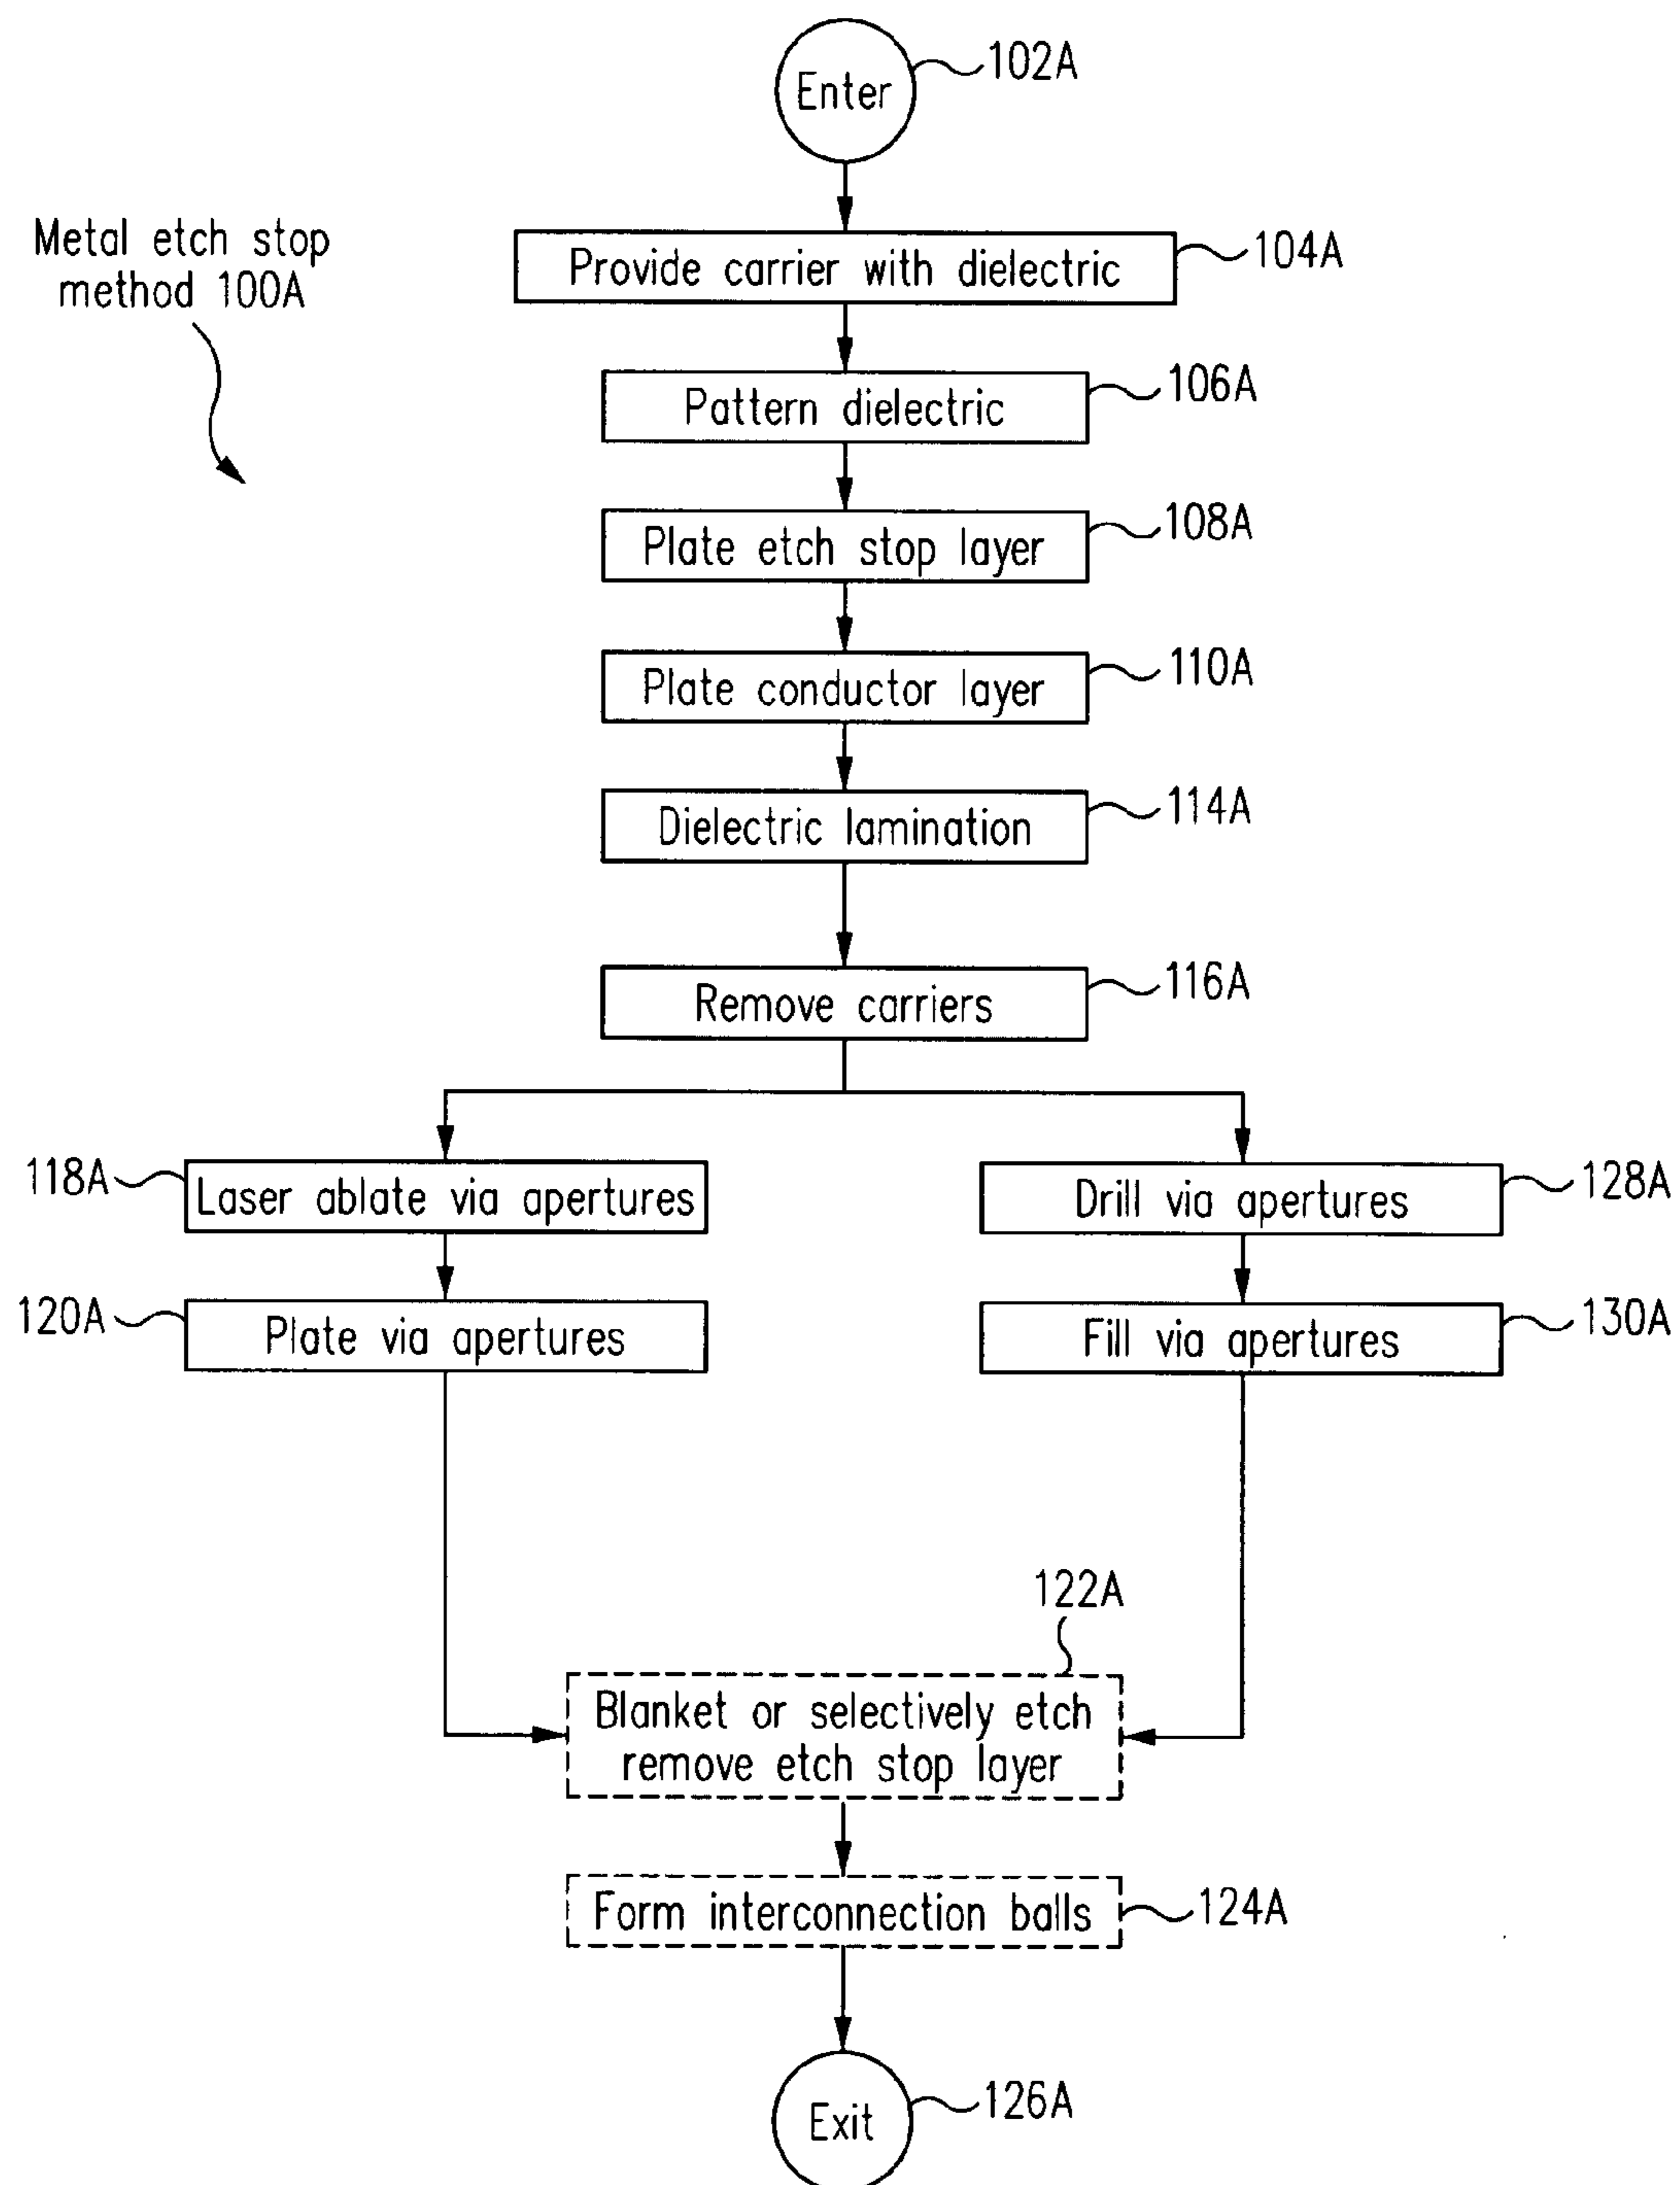 Enter
102A
Metal etch stop
method 100A
Provide carrier with dielectric
104A
Pattern dielectric
106A
Plate etch stop layer
108A
Plate conductor layer
110A
Dielectric lamination
114A
Remove carriers
116A
118A
Laser ablate via apertures
Drill via apertures
128A
120A
Plate via apertures
Fill via apertures
130A
122A
Blanket or selectively etch
remove etch stop layer
Form interconnection balls
124A
Exit
126A